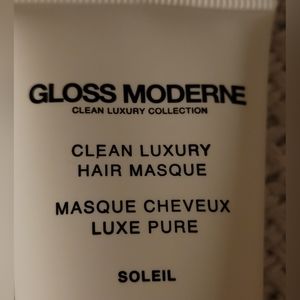 GLOSS MODERNE
CLEAN LUXURY COLLECTION
CLEAN LUXURY
HAIR MASQUE
MASQUE CHEVEUX
LUXE PURE
SOLEIL